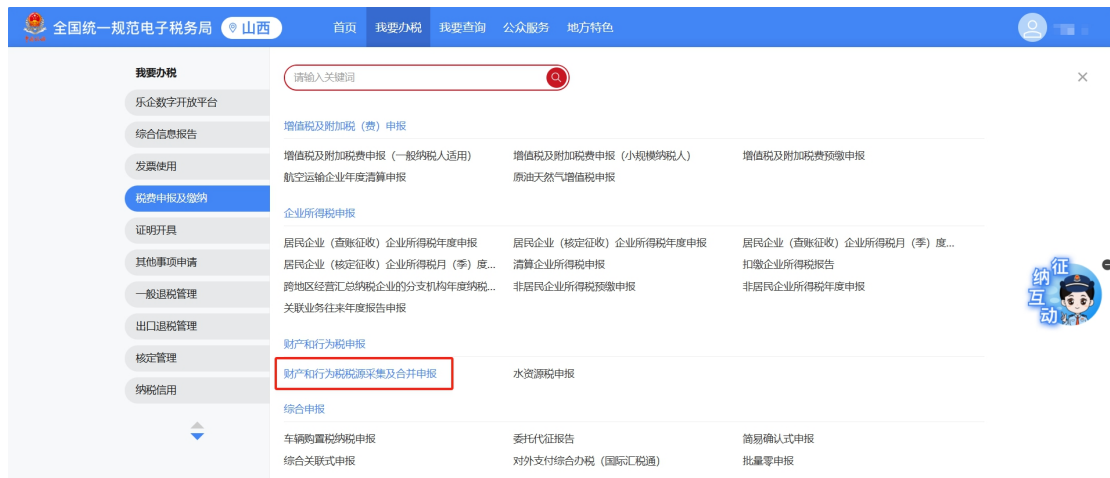 全国统一规范电子税务局 山西 首页 我要办税 我要查询 公众服务 地方特色
我要办税
乐企数字开放平台
综合信息报告
发票使用
税费申报及缴纳
证明开具
其他事项申请
一般退税管理
出口退税管理
核定管理
纳税信用
请输入关键词
增值税及附加税（费）申报
增值税及附加税费申报（一般纳税人适用） 增值税及附加税费申报（小规模纳税人） 增值税及附加税费预缴申报
航空运输企业年度清算申报 原油天然气增值税申报
企业所得税申报
居民企业（查账征收）企业所得税年度申报 居民企业（核定征收）企业所得税年度申报 居民企业（查账征收）企业所得税月（季）度...
居民企业（核定征收）企业所得税月（季）度... 清算企业所得税申报 扣缴企业所得税报告
跨地区经营汇总纳税企业的分支机构年度纳税... 非居民企业所得税预缴申报 非居民企业所得税年度申报
关联业务往来年度报告申报
财产和行为税申报
财产和行为税税源采集及合并申报 水资源税申报
综合申报
车辆购置税纳税申报 委托代征报告 简易确认式申报
综合关联式申报 对外支付综合办税（国际汇税通） 批量零申报
征纳互动